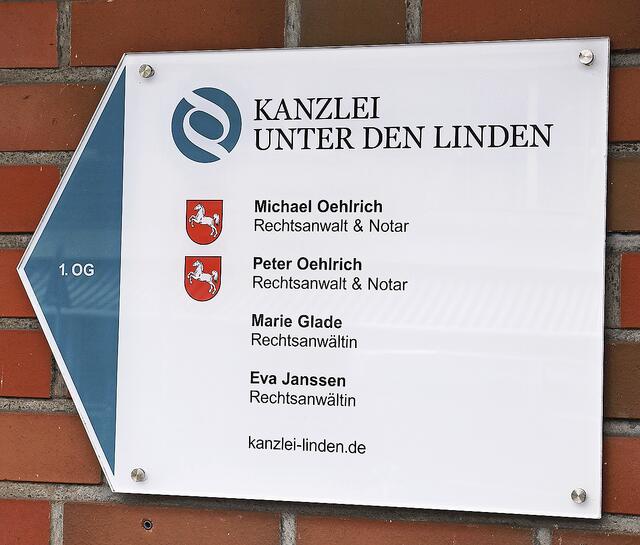 KANZLEI
UNTER DEN LINDEN
Michael Oehlrich
Rechtsanwalt & Notar
Peter Oehlrich
Rechtsanwalt & Notar
1. OG
Marie Glade
Rechtsanwältin
Eva Janssen
Rechtsanwältin
kanzlei-linden.de